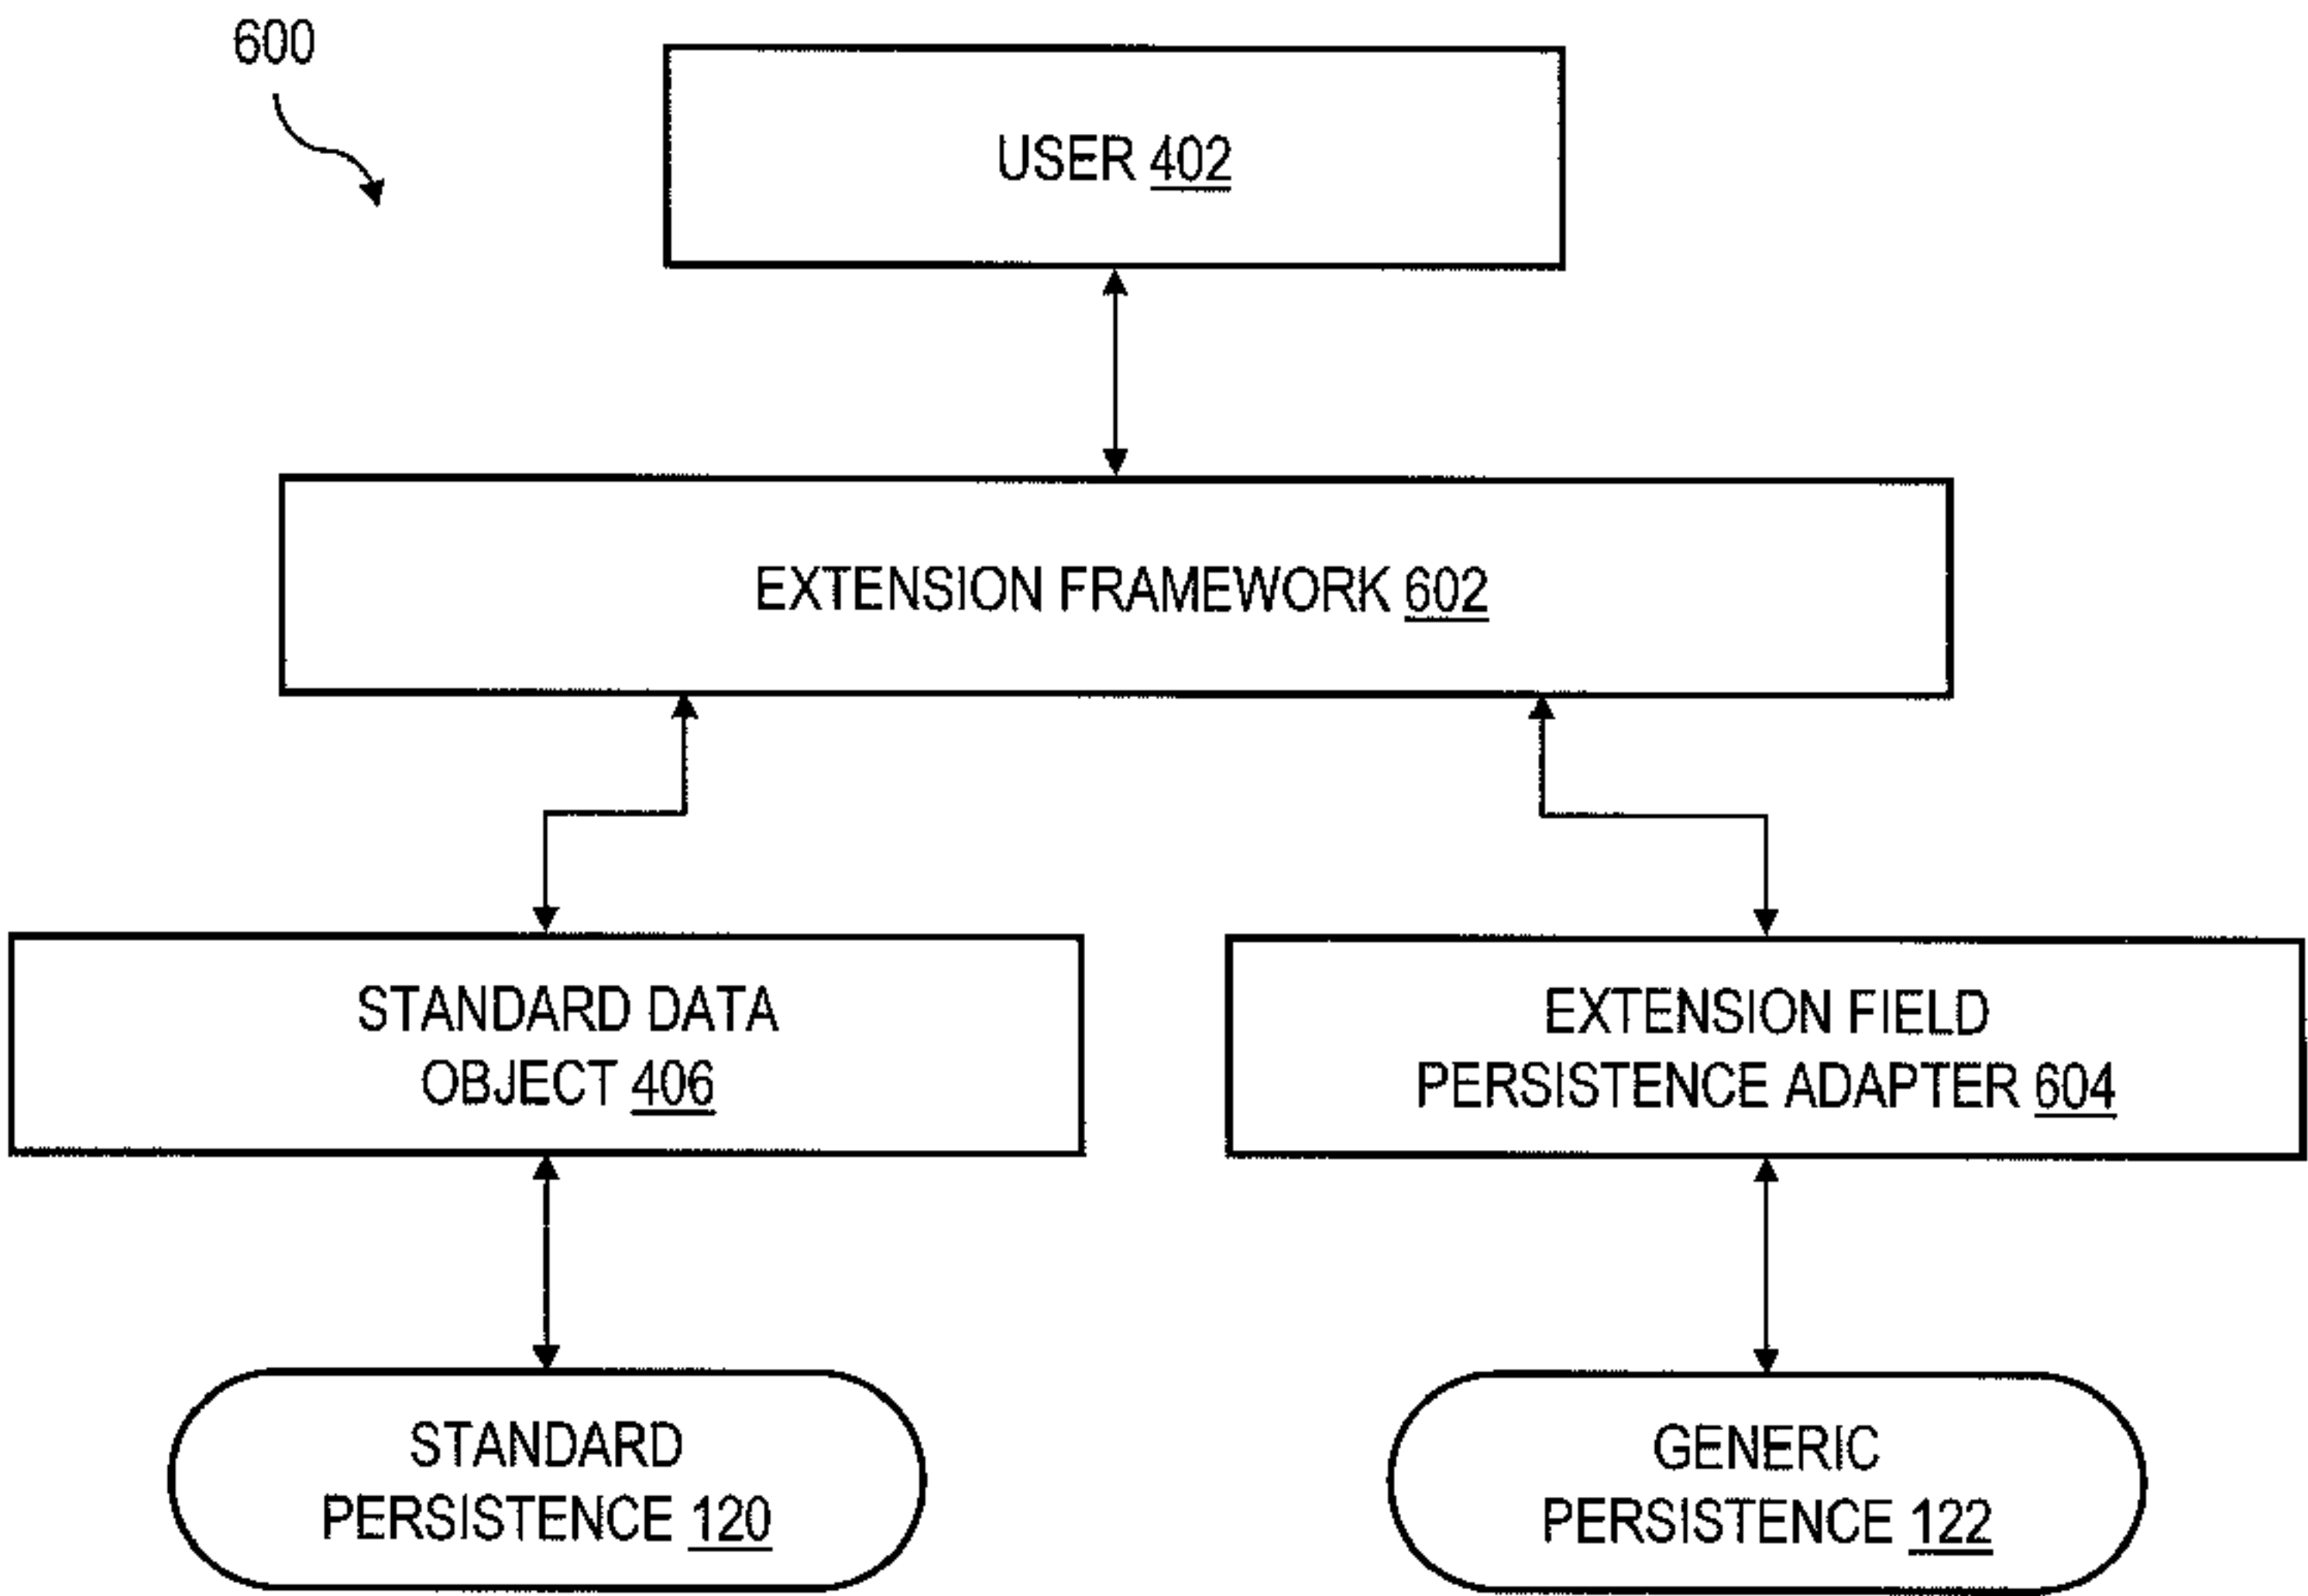 600
USER 402
EXTENSION FRAMEWORK 602
STANDARD DATA
OBJECT 406
EXTENSION FIELD
PERSISTENCE ADAPTER 604
STANDARD
PERSISTENCE 120
GENERIC
PERSISTENCE 122